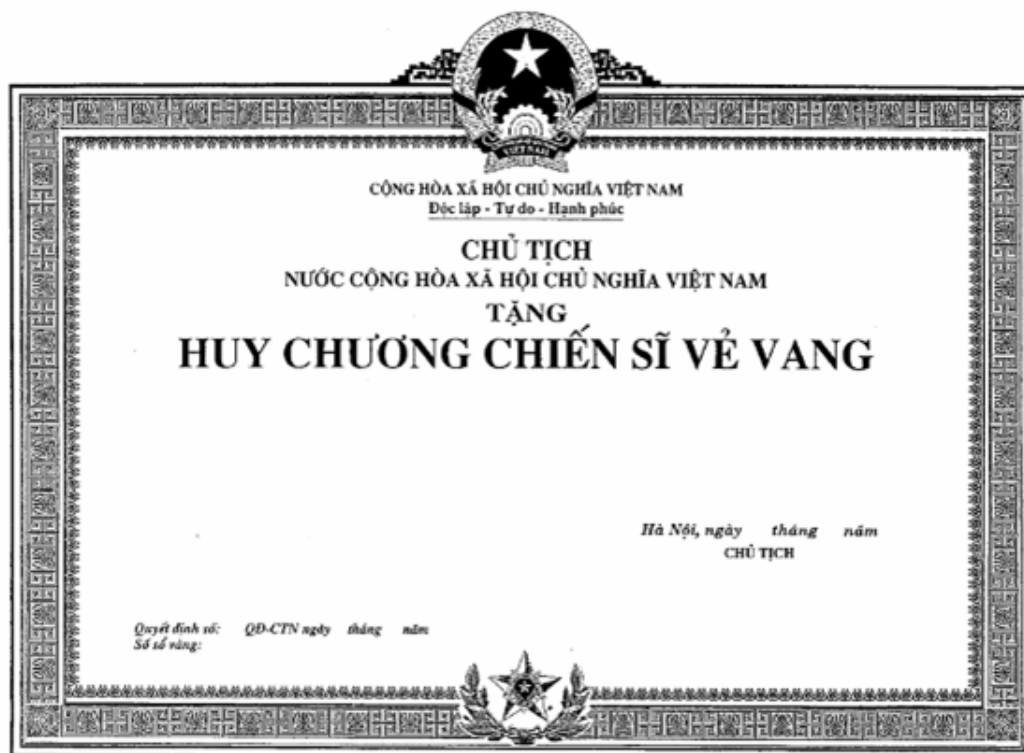 VIỆT NAM
CỘNG HÒA XÃ HỘI CHỦ NGHĨA VIỆT NAM
Độc lập - Tự do - Hạnh phúc
CHỦ TỊCH
NƯỚC CỘNG HÒA XÃ HỘI CHỦ NGHĨA VIỆT NAM
TẶNG
HUY CHƯƠNG CHIẾN SĨ VẺ VANG
Hà Nội, ngày tháng năm
CHỦ TỊCH
Quyết định số: QĐ-CTN ngày tháng năm
Số sổ vàng: